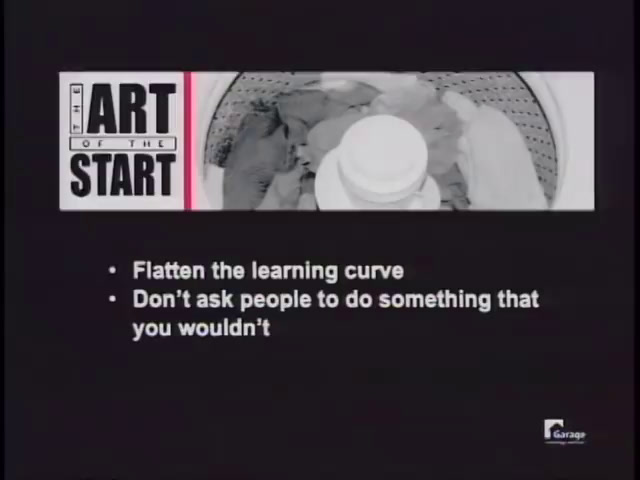 THE
ART
OF THE
START
• Flatten the learning curve
• Don't ask people to do something that
you wouldn't
Garage